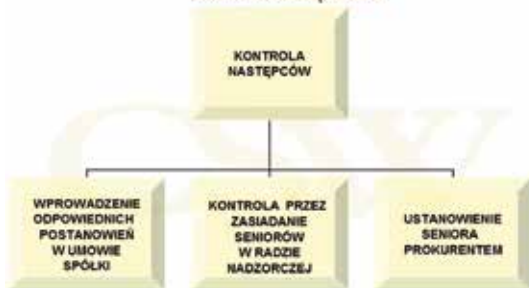 KONTROLA
NASTĘPCÓW
WPROWADZENIE
ODPOWIEDNICH
POSTANOWIEŃ
W UMOWIE
SPÓŁKI
KONTROLA PRZEZ
ZASIADANIE
SENIORÓW
W RADZIE
NADZORCZEJ
USTANOWIENIE
SENIORA
PROKURENTEM